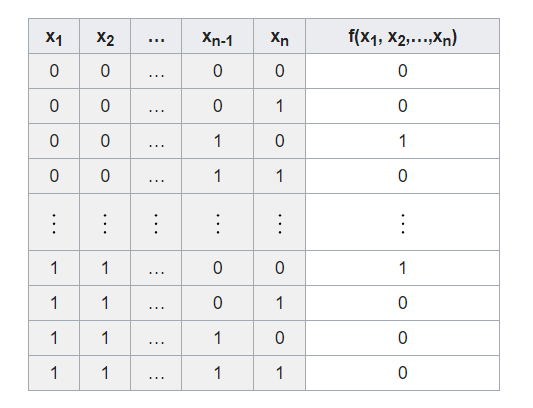 x1 x2 … xn-1 xn f(x1, x2,…,xn)
0 0 … 0 0 0
0 0 … 0 1 0
0 0 … 1 0 1
0 0 … 1 1 0
⋮ ⋮ ⋮ ⋮ ⋮ ⋮
1 1 … 0 0 1
1 1 … 0 1 0
1 1 … 1 0 0
1 1 … 1 1 0